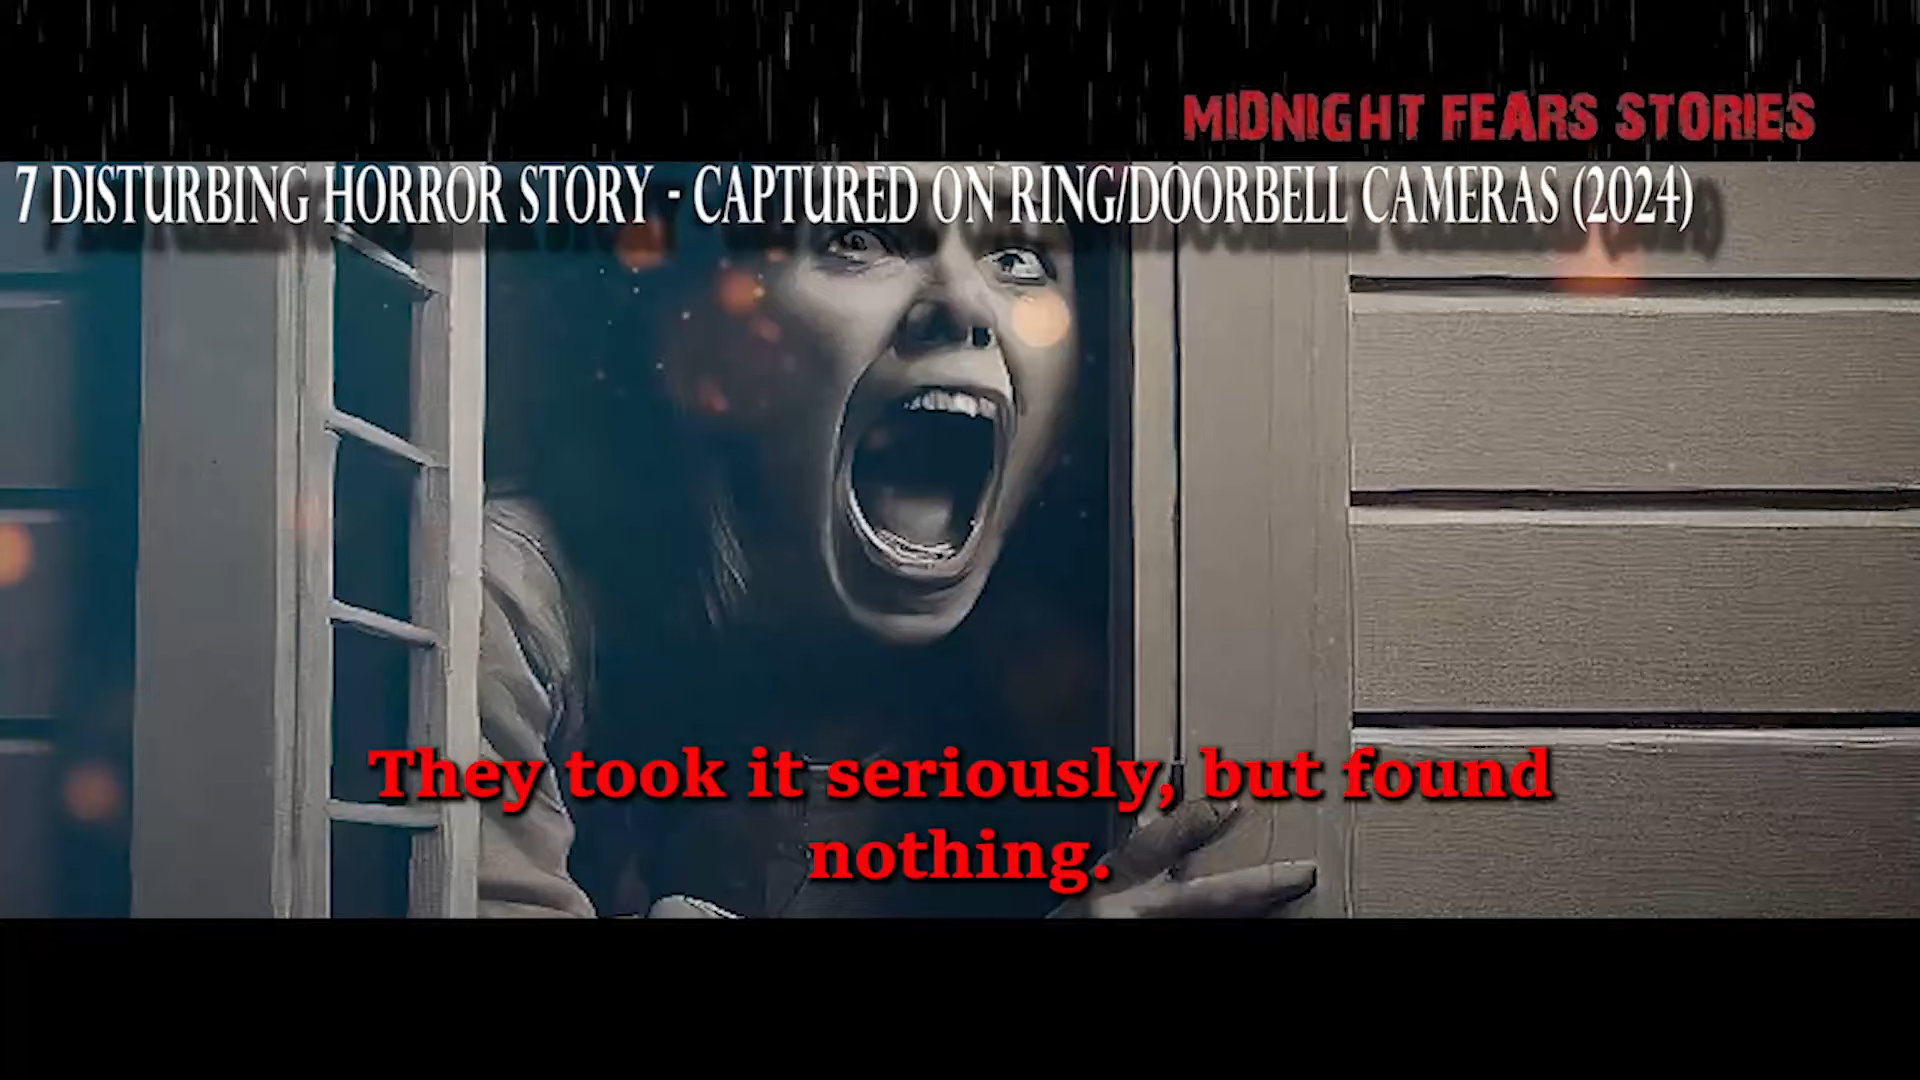 MIDNIGHT FEARS STORIES
7 DISTURBING HORROR STORY - CAPTURED ON RING/DOORBELL CAMERAS (2024)
They took it seriously, but found
nothing.